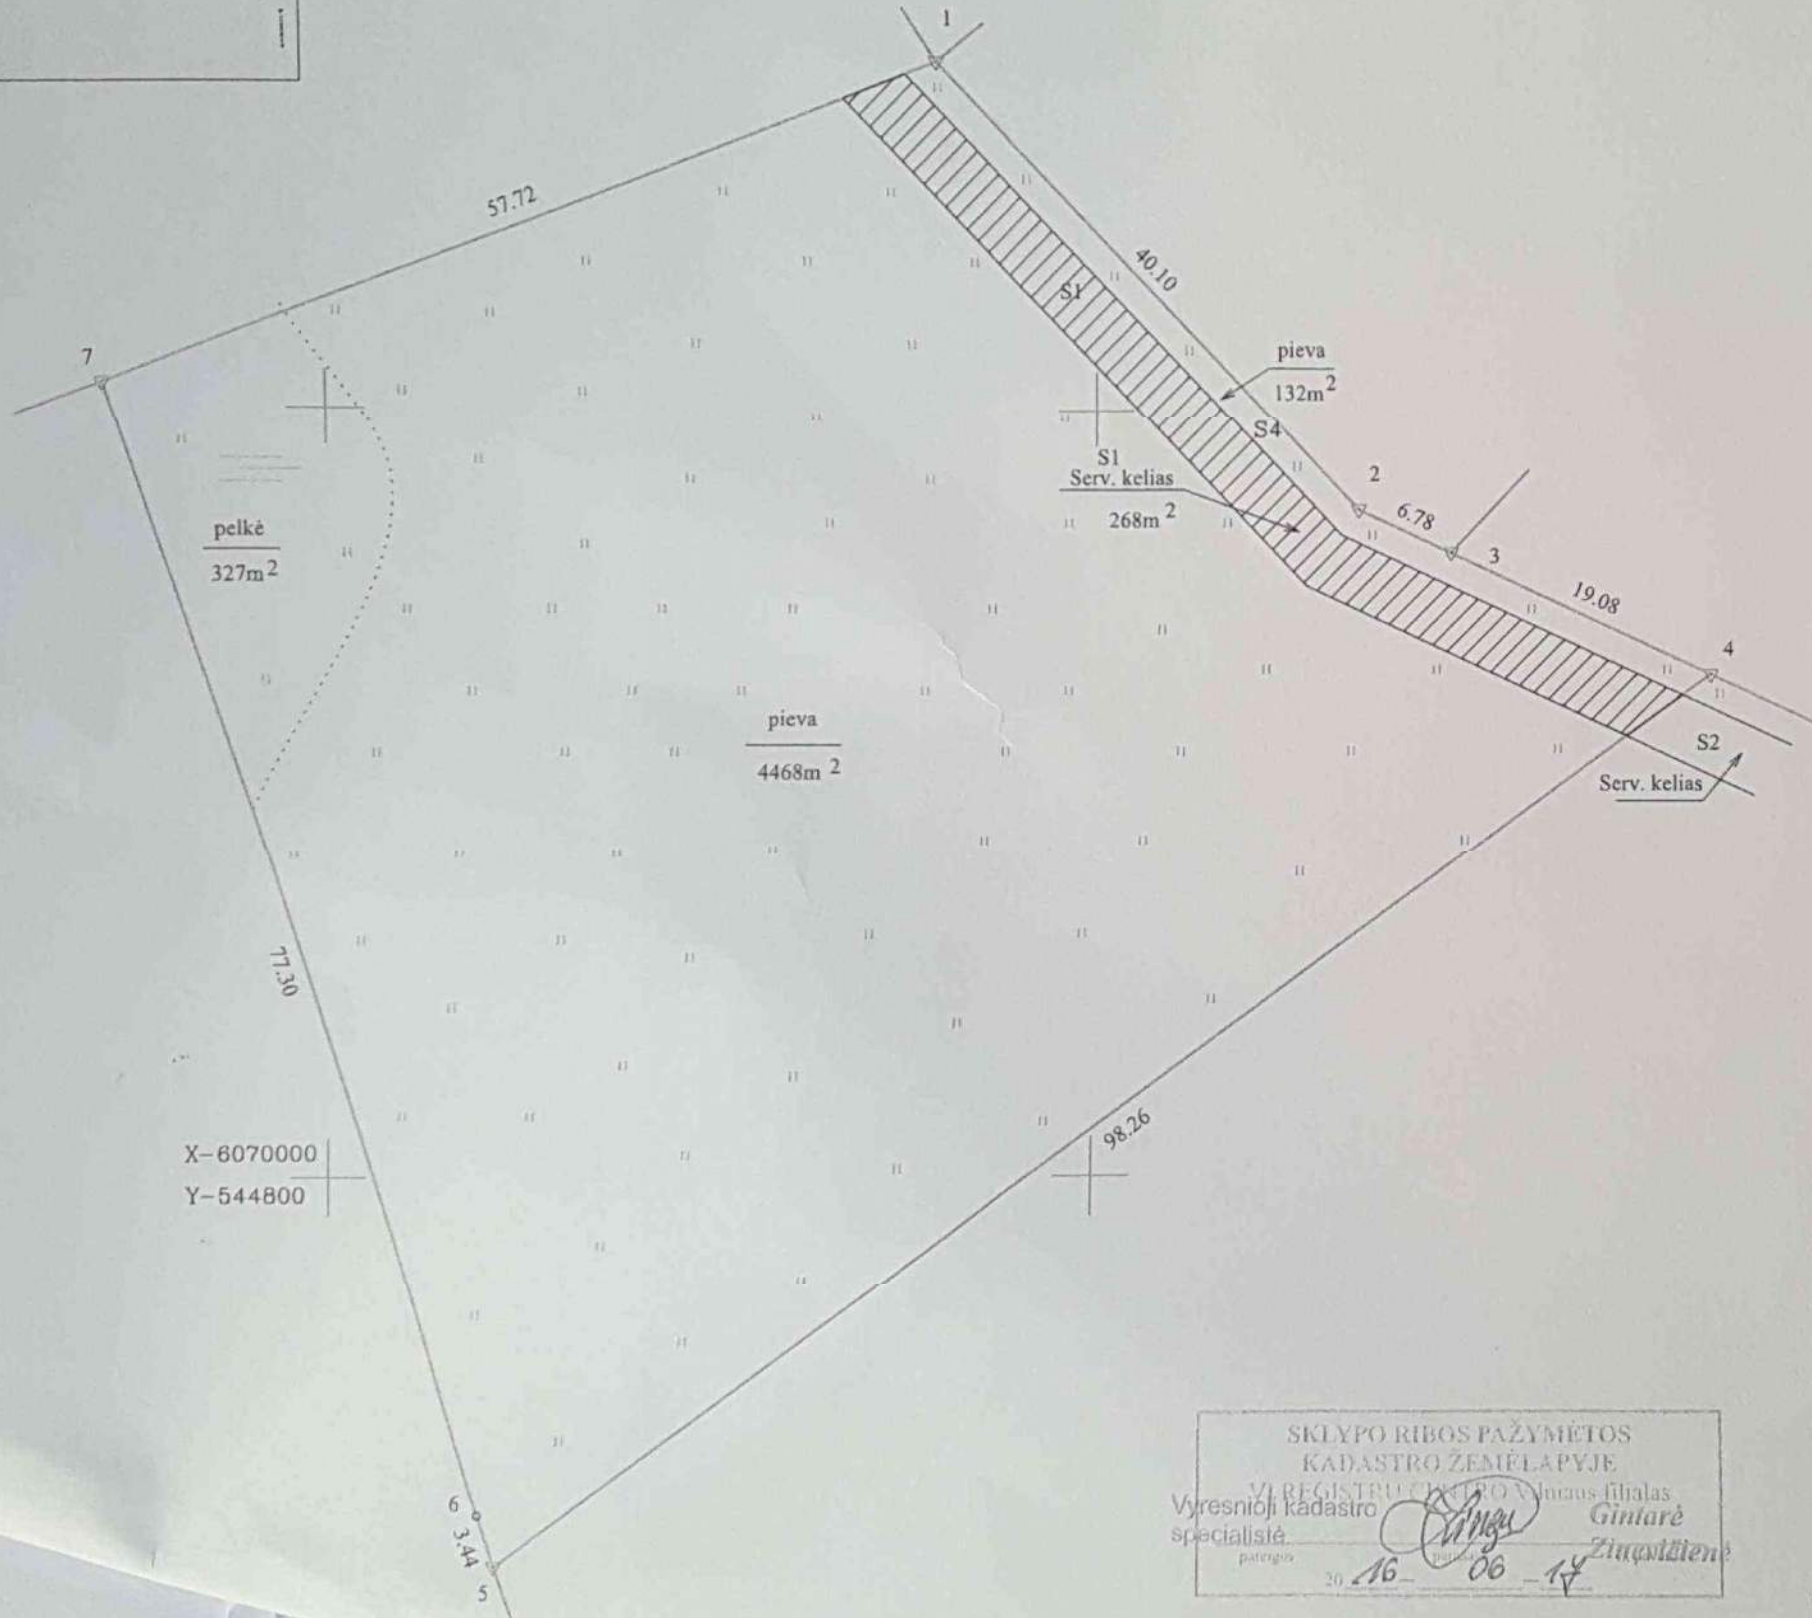 1
57.72
40.10
S1
7
pieva
132m2
S4
S1
Serv. kelias
268m2
2
6.78
3
pelkė
327m2
19.08
4
pieva
4468m2
S2
Serv. kelias
77.30
98.26
X-6070000
Y-544800
6
3.44
5
SKLYPO RIBOS PAŽYMĖTOS
KADASTRO ŽEMĖLAPYJE
VĮ REGISTRŲ CENTRO Vilniaus filialas
Vyresnioji kadastro
specialistė
Gintarė
Zinevičienė
pareigos
20 16 - 06 - 17